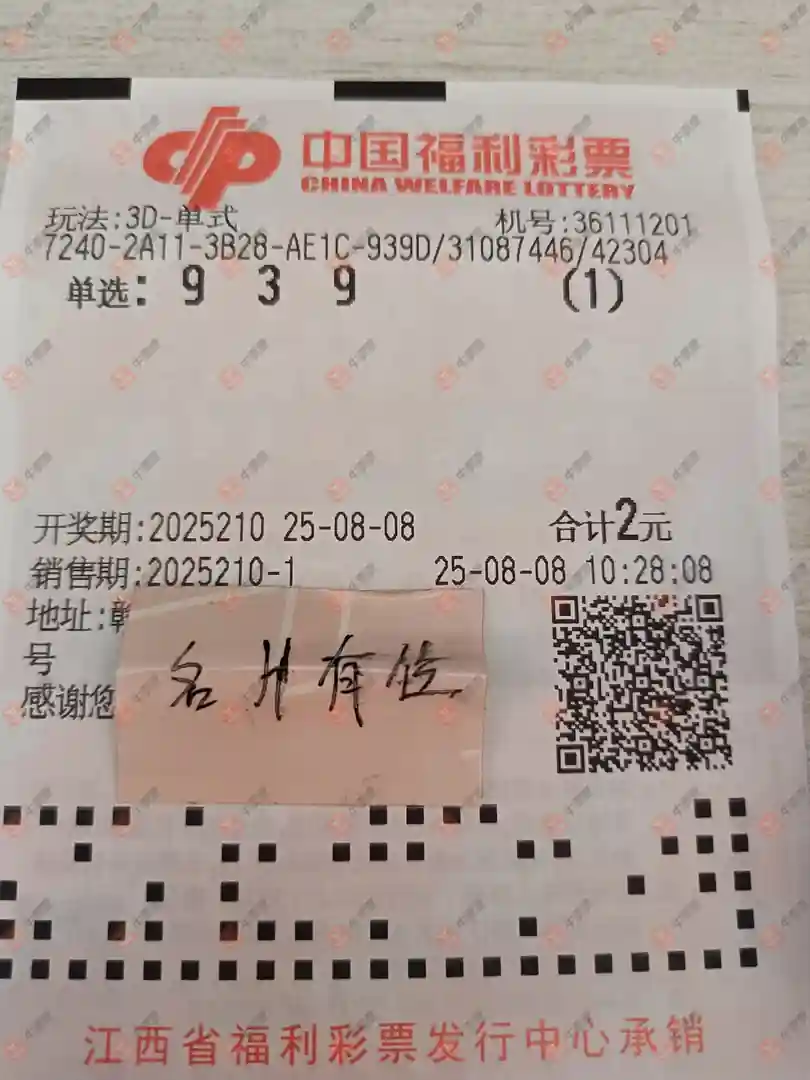 中国福利彩票
CHINA WELFARE LOTTERY
玩法:3D-单式 机号:36111201
7240-2A11-3B28-AE1C-939D/31087446/42304
单选: 9 3 9 (1)
开奖期:2025210 25-08-08 合计2元
销售期:2025210-1 25-08-08 10:28:08
地址:赣
号
感谢您
名片有位
江西省福利彩票发行中心承销